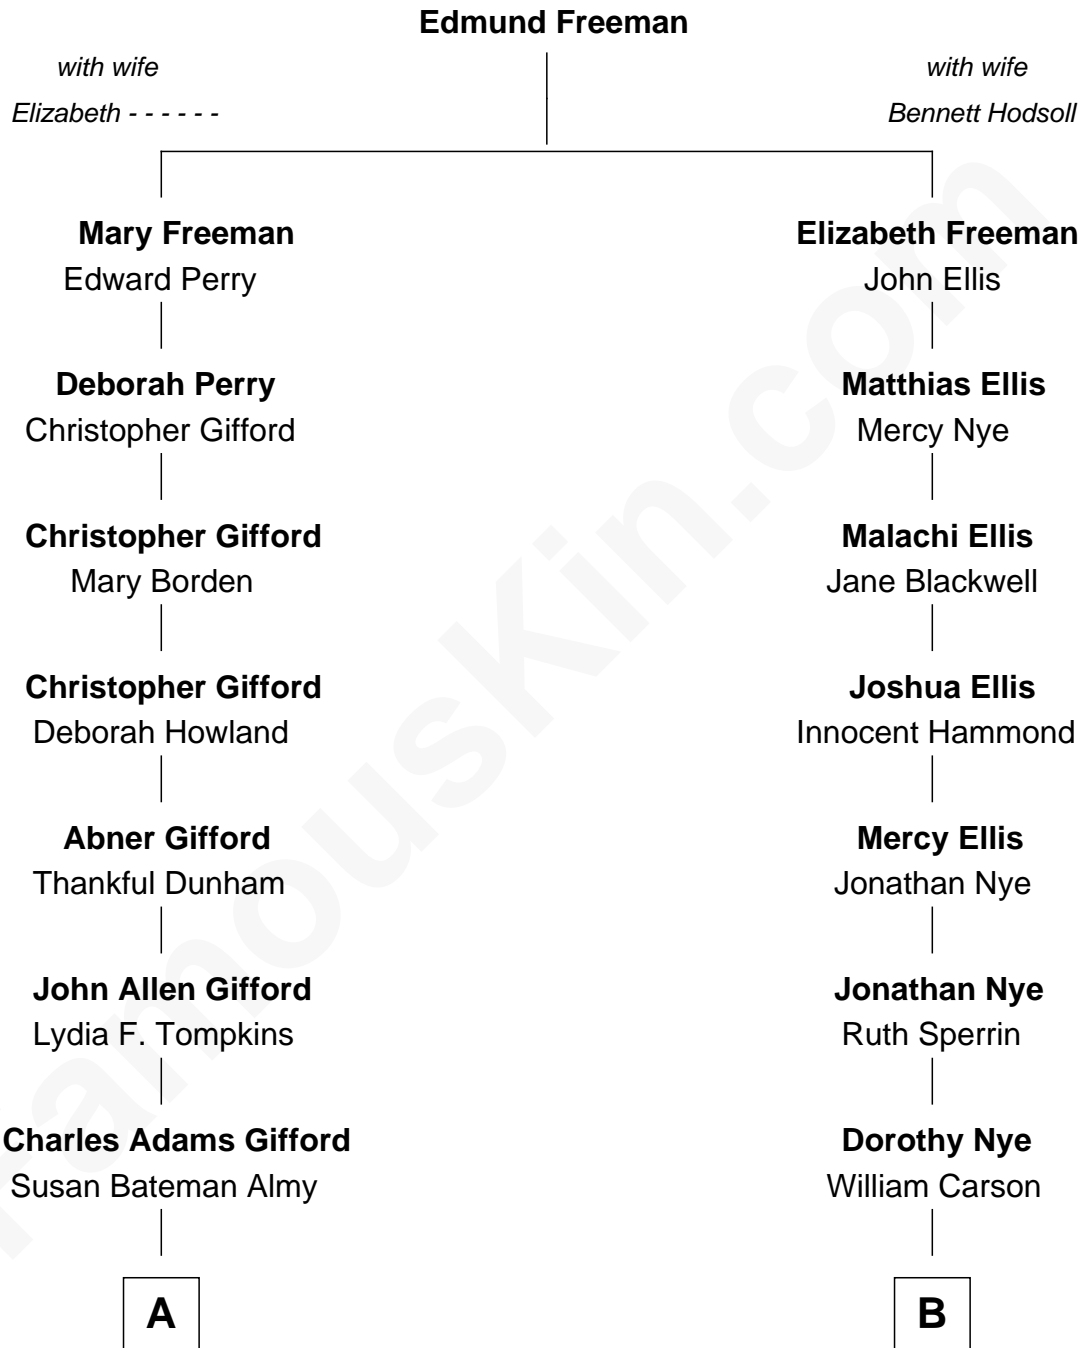 Edmund Freeman
with wife
Elizabeth - - - - - -
with wife
Bennett Hodsoll
Mary Freeman
Edward Perry
Elizabeth Freeman
John Ellis
Deborah Perry
Christopher Gifford
Matthias Ellis
Mercy Nye
Christopher Gifford
Mary Borden
Malachi Ellis
Jane Blackwell
Christopher Gifford
Deborah Howland
Joshua Ellis
Innocent Hammond
Abner Gifford
Thankful Dunham
Mercy Ellis
Jonathan Nye
John Allen Gifford
Lydia F. Tompkins
Jonathan Nye
Ruth Sperrin
Charles Adams Gifford
Susan Bateman Almy
Dorothy Nye
William Carson
A
B
FamousKin.com